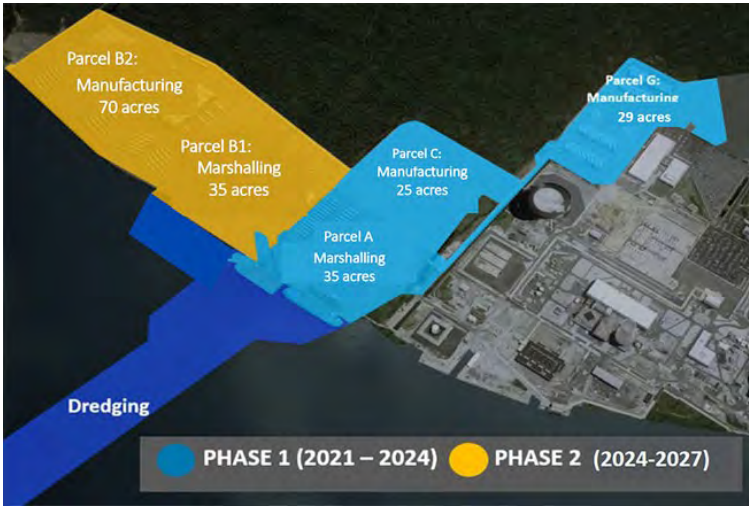 Parcel B2:
Manufacturing
70 acres
Parcel B1:
Marshalling
35 acres
Parcel C:
Manufacturing
25 acres
Parcel G:
Manufacturing
29 acres
Parcel A
Marshalling
35 acres
Dredging
PHASE 1 (2021 – 2024)
PHASE 2 (2024-2027)